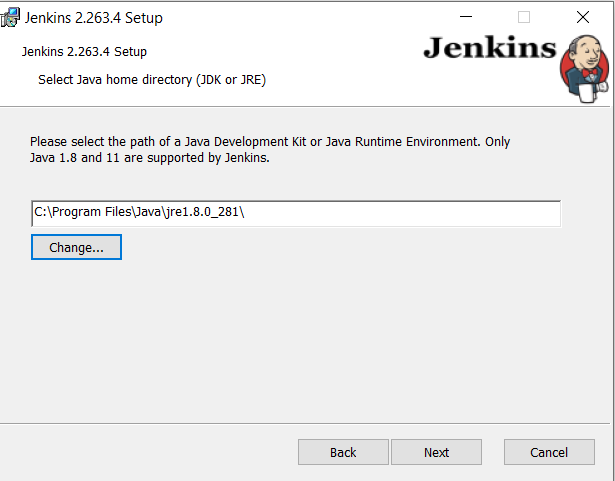 Jenkins 2.263.4 Setup
Jenkins 2.263.4 Setup
Jenkins
Select Java home directory (JDK or JRE)
Please select the path of a Java Development Kit or Java Runtime Environment. Only
Java 1.8 and 11 are supported by Jenkins.
C:\Program Files\Java\jre1.8.0_281\
Change...
Back
Next
Cancel